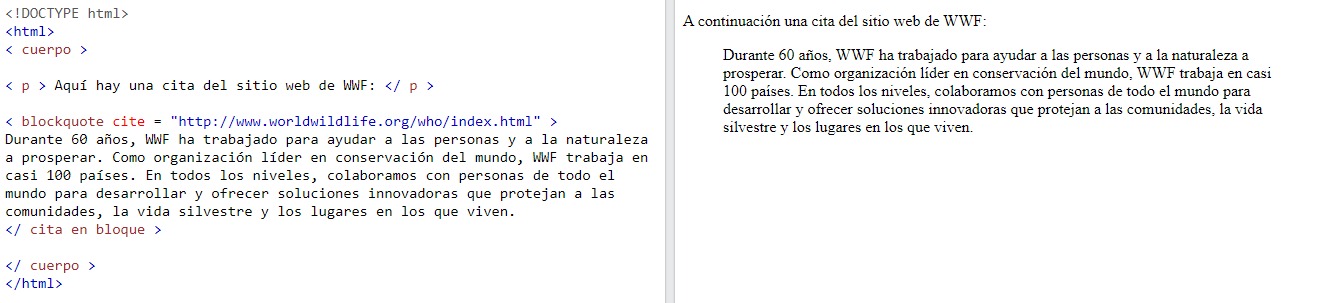 <!DOCTYPE html>
<html>
< cuerpo >
< p > Aquí hay una cita del sitio web de WWF: </ p >
< blockquote cite = "http://www.worldwildlife.org/who/index.html" >
Durante 60 años, WWF ha trabajado para ayudar a las personas y a la naturaleza
a prosperar. Como organización líder en conservación del mundo, WWF trabaja en
casi 100 países. En todos los niveles, colaboramos con personas de todo el
mundo para desarrollar y ofrecer soluciones innovadoras que protejan a las
comunidades, la vida silvestre y los lugares en los que viven.
</ cita en bloque >
</ cuerpo >
</html>
A continuación una cita del sitio web de WWF:
Durante 60 años, WWF ha trabajado para ayudar a las personas y a la naturaleza a
prosperar. Como organización líder en conservación del mundo, WWF trabaja en casi
100 países. En todos los niveles, colaboramos con personas de todo el mundo para
desarrollar y ofrecer soluciones innovadoras que protejan a las comunidades, la vida
silvestre y los lugares en los que viven.